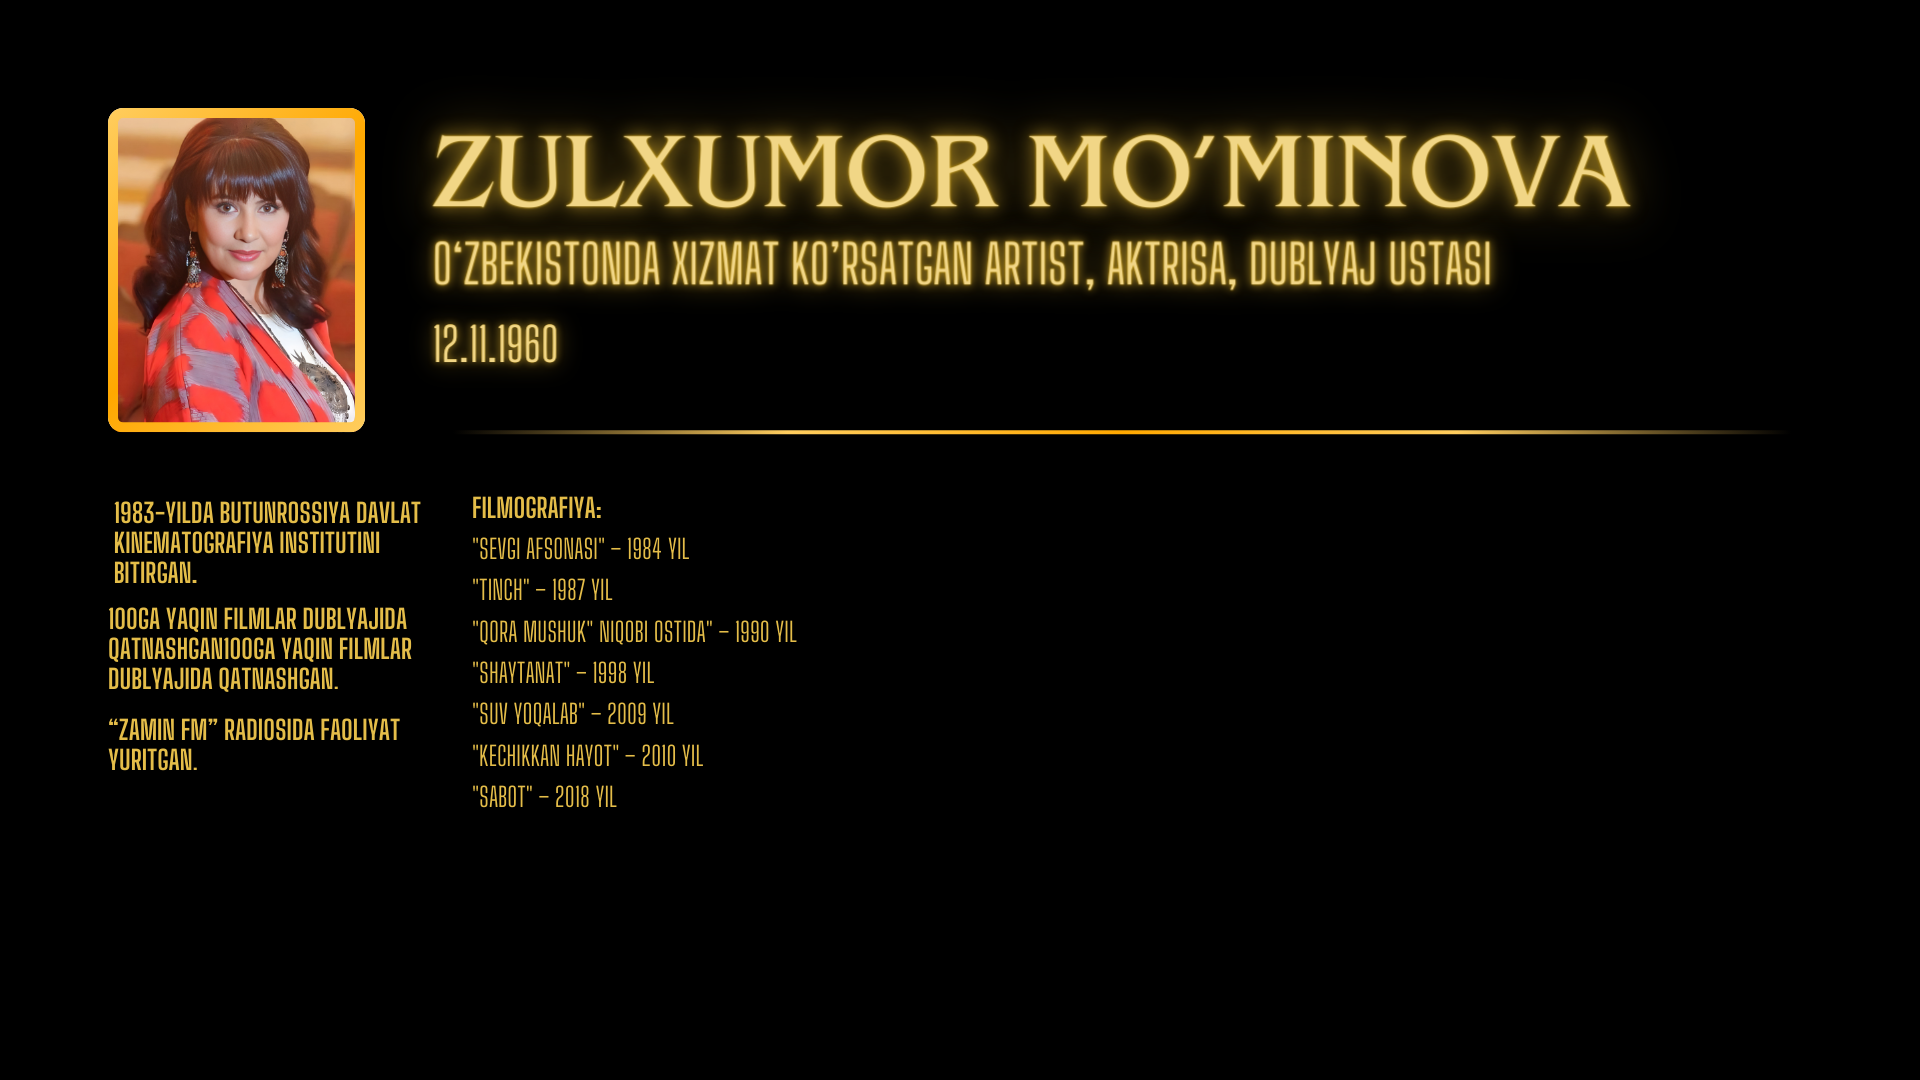 ZULXUMOR MO’MINOVA
O‘ZBEKISTONDA XIZMAT KO’RSATGAN ARTIST, AKTRISA, DUBLYAJ USTASI
12.11.1960
1983-YILDA BUTUNROSSIYA DAVLAT
KINEMATOGRAFIYA INSTITUTINI
BITIRGAN.
100GA YAQIN FILMLAR DUBLYAJIDA
QATNASHGAN100GA YAQIN FILMLAR
DUBLYAJIDA QATNASHGAN.
“ZAMIN FM” RADIOSIDA FAOLIYAT
YURITGAN.
FILMOGRAFIYA:
"SEVGI AFSONASI" – 1984 YIL
"TINCH" – 1987 YIL
"QORA MUSHUK" NIQOBI OSTIDA" – 1990 YIL
"SHAYTANAT" – 1998 YIL
"SUV YOQALAB" – 2009 YIL
"KECHIKKAN HAYOT" – 2010 YIL
"SABOT" – 2018 YIL